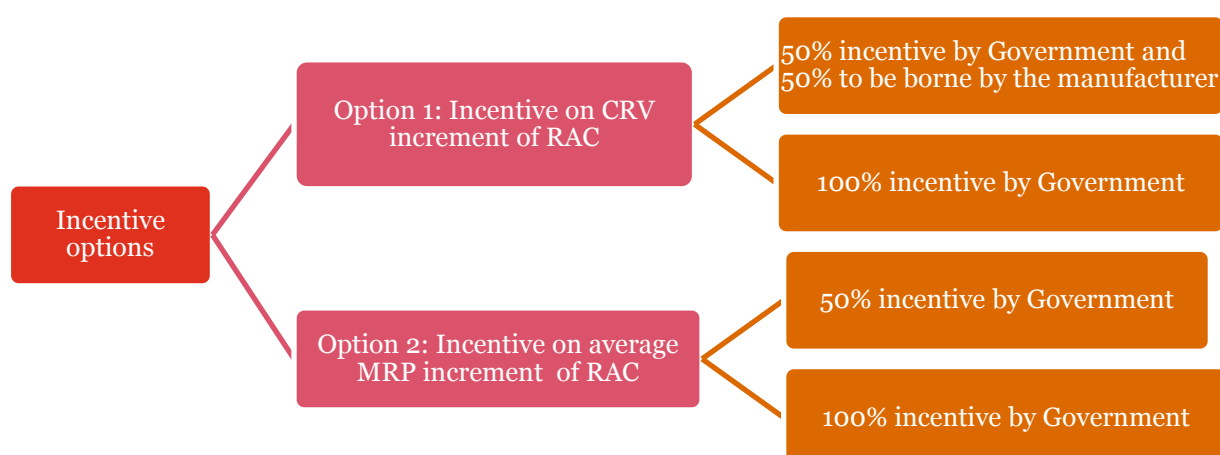 Incentive
options
Option 1: Incentive on CRV
increment of RAC
50% incentive by Government and
50% to be borne by the manufacturer
100% incentive by Government
Option 2: Incentive on average
MRP increment of RAC
50% incentive by Government
100% incentive by Government